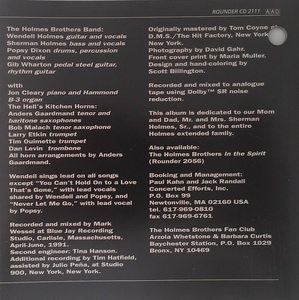 ROUNDER CD 2111 AAD
The Holmes Brothers Band:
Wendell Holmes guitar and vocals
Sherman Holmes bass and vocals
Popsy Dixon drums, percussion
and vocals
Gib Wharton pedal steel guitar,
rhythm guitar
with
Jon Cleary piano and Hammond
B-3 organ
The Hell's Kitchen Horns:
Anders Gaardmand tenor and
baritone saxophones
Bob Malach tenor saxophone
Larry Etkin trumpet
Tim Ouimette trumpet
Dan Levin trombone
All horn arrangements by Anders
Gaardmand.
Wendell sings lead on all songs
except "You Can't Hold On to a Love
That's Gone," with lead vocals
shared by Wendell and Popsy, and
"Never Let Me Go," with lead vocal
by Popsy.
Recorded and mixed by Mark
Wessel at Blue Jay Recording
Studio, Carlisle, Massachusetts,
April-June, 1991.
Second engineer: Tina Hanson.
Additional recording by Tim Hatfield,
assisted by Julio Peña, at Studio
900, New York, New York.
Originally mastered by Tom Coyne at
D.M.S./The Hit Factory, New York,
New York.
Photography by David Gahr.
Front cover print by Maria Muller.
Design and hand-coloring by
Scott Billington.
Recorded and mixed to analogue
tape using Dolby™ SR noise
reduction.
This album is dedicated to our Mom
and Dad, Mr. and Mrs. Sherman
Holmes, Sr., and to the entire
Holmes extended family.
Also available:
The Holmes Brothers In the Spirit
(Rounder 2056)
Booking and Management:
Paul Kahn and Jack Randall
Concerted Efforts, Inc.
P.O. Box 99
Newtonville, MA 02160 USA
tel 617-969-0810
fax 617-969-6761
The Holmes Brothers Fan Club
Arzola Whetstone & Barbara Curtis
Baychester Station, P.O. Box 1029
Bronx, NY 10469